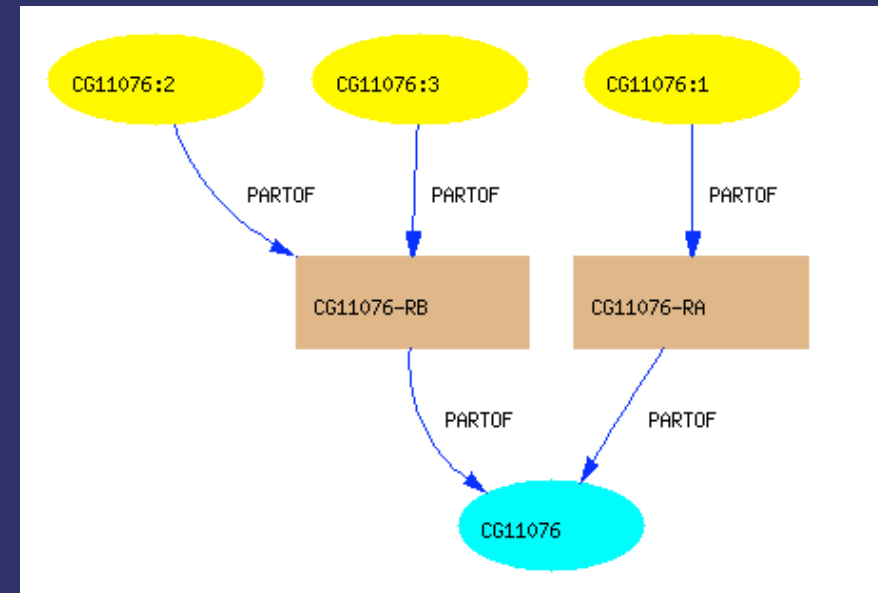 CG11076:2
CG11076:3
CG11076:1
PARTOF
PARTOF
PARTOF
CG11076-RB
CG11076-RA
PARTOF
PARTOF
CG11076